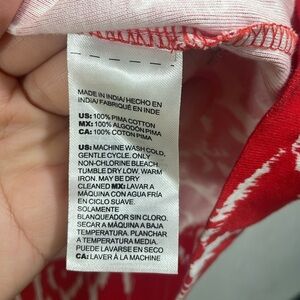 MADE IN INDIA/HECHO EN
INDIA/FABRIQUÉ EN INDE
US: 100% PIMA COTTON
MX: 100% ALGODÓN PIMA
CA: 100% COTON PIMA
US: MACHINE WASH COLD,
GENTLE CYCLE. ONLY
NON-CHLORINE BLEACH.
TUMBLE DRY LOW. WARM
IRON. MAY BE DRY
CLEANED MX: LAVAR A
MÁQUINA CON AGUA FRÍA
EN CICLO SUAVE.
SOLAMENTE
BLANQUEADOR SIN CLORO.
SECAR A MÁQUINA A BAJA
TEMPERATURA. PLANCHAR
A TEMPERATURA MEDIA.
PUEDE LAVARSE EN SECO
CA: LAVER À LA MACHINE